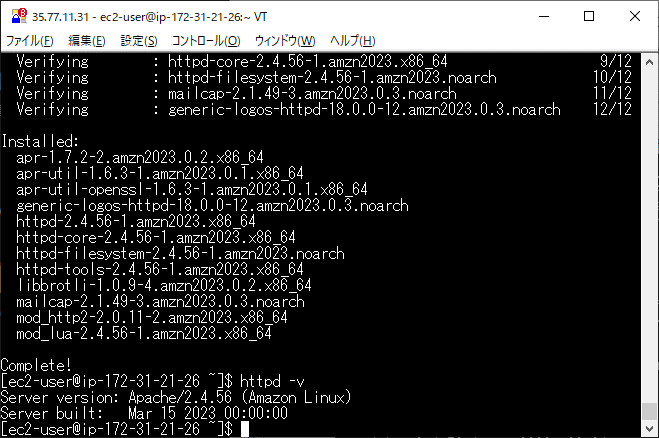 35.77.11.31 - ec2-user@ip-172-31-21-26:~ VT
ファイル(F) 編集(E) 設定(S) コントロール(O) ウィンドウ(W) ヘルプ(H)
Verifying : httpd-core-2.4.56-1.amzn2023.x86_64 9/12
Verifying : httpd-filesystem-2.4.56-1.amzn2023.noarch 10/12
Verifying : mailcap-2.1.49-3.amzn2023.0.3.noarch 11/12
Verifying : generic-logos-httpd-18.0.0-12.amzn2023.0.3.noarch 12/12
Installed:
apr-1.7.2-2.amzn2023.0.2.x86_64
apr-util-1.6.3-1.amzn2023.0.1.x86_64
apr-util-openssl-1.6.3-1.amzn2023.0.1.x86_64
generic-logos-httpd-18.0.0-12.amzn2023.0.3.noarch
httpd-2.4.56-1.amzn2023.x86_64
httpd-core-2.4.56-1.amzn2023.x86_64
httpd-filesystem-2.4.56-1.amzn2023.noarch
httpd-tools-2.4.56-1.amzn2023.x86_64
libbrotli-1.0.9-4.amzn2023.0.2.x86_64
mailcap-2.1.49-3.amzn2023.0.3.noarch
mod_http2-2.0.11-2.amzn2023.x86_64
mod_lua-2.4.56-1.amzn2023.x86_64
Complete!
[ec2-user@ip-172-31-21-26 ~]$ httpd -v
Server version: Apache/2.4.56 (Amazon Linux)
Server built: Mar 15 2023 00:00:00
[ec2-user@ip-172-31-21-26 ~]$